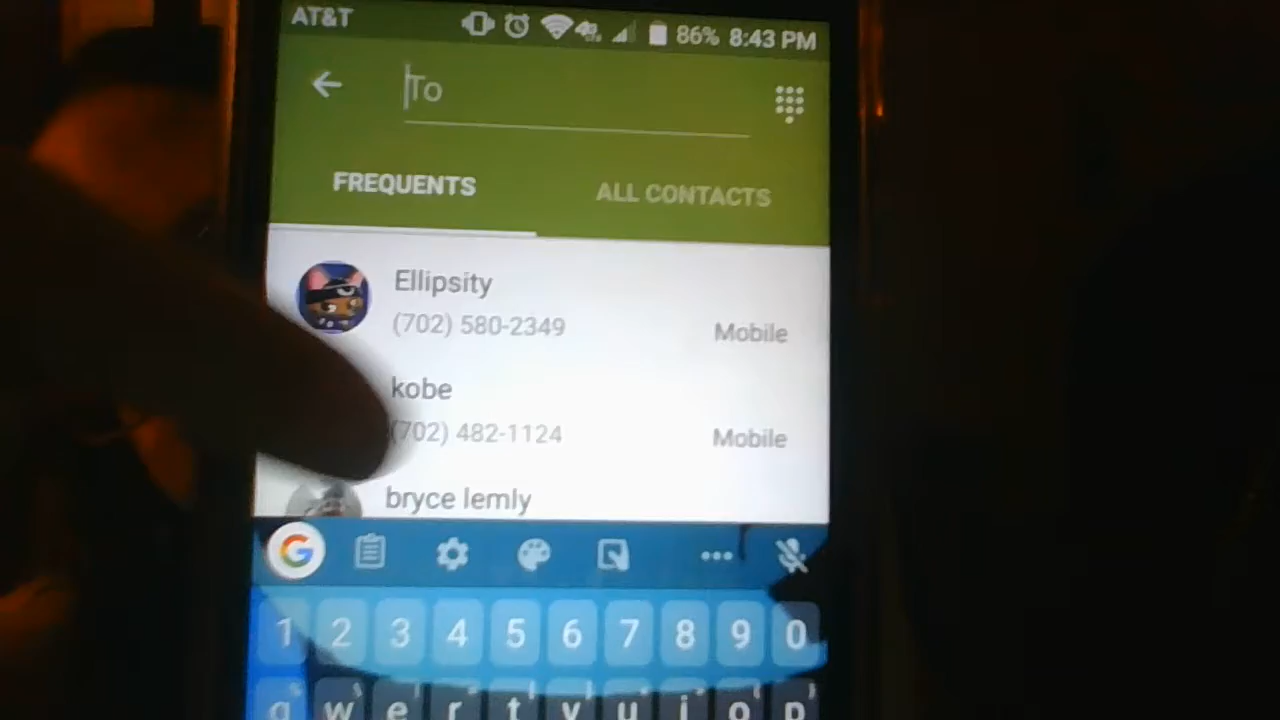 AT&T 4G 86% 8:43 PM
To
FREQUENTS ALL CONTACTS
Ellipsity
(702) 580-2349 Mobile
kobe
(702) 482-1124 Mobile
bryce lemly
G
1 2 3 4 5 6 7 8 9 0
q w e r t y u i o p